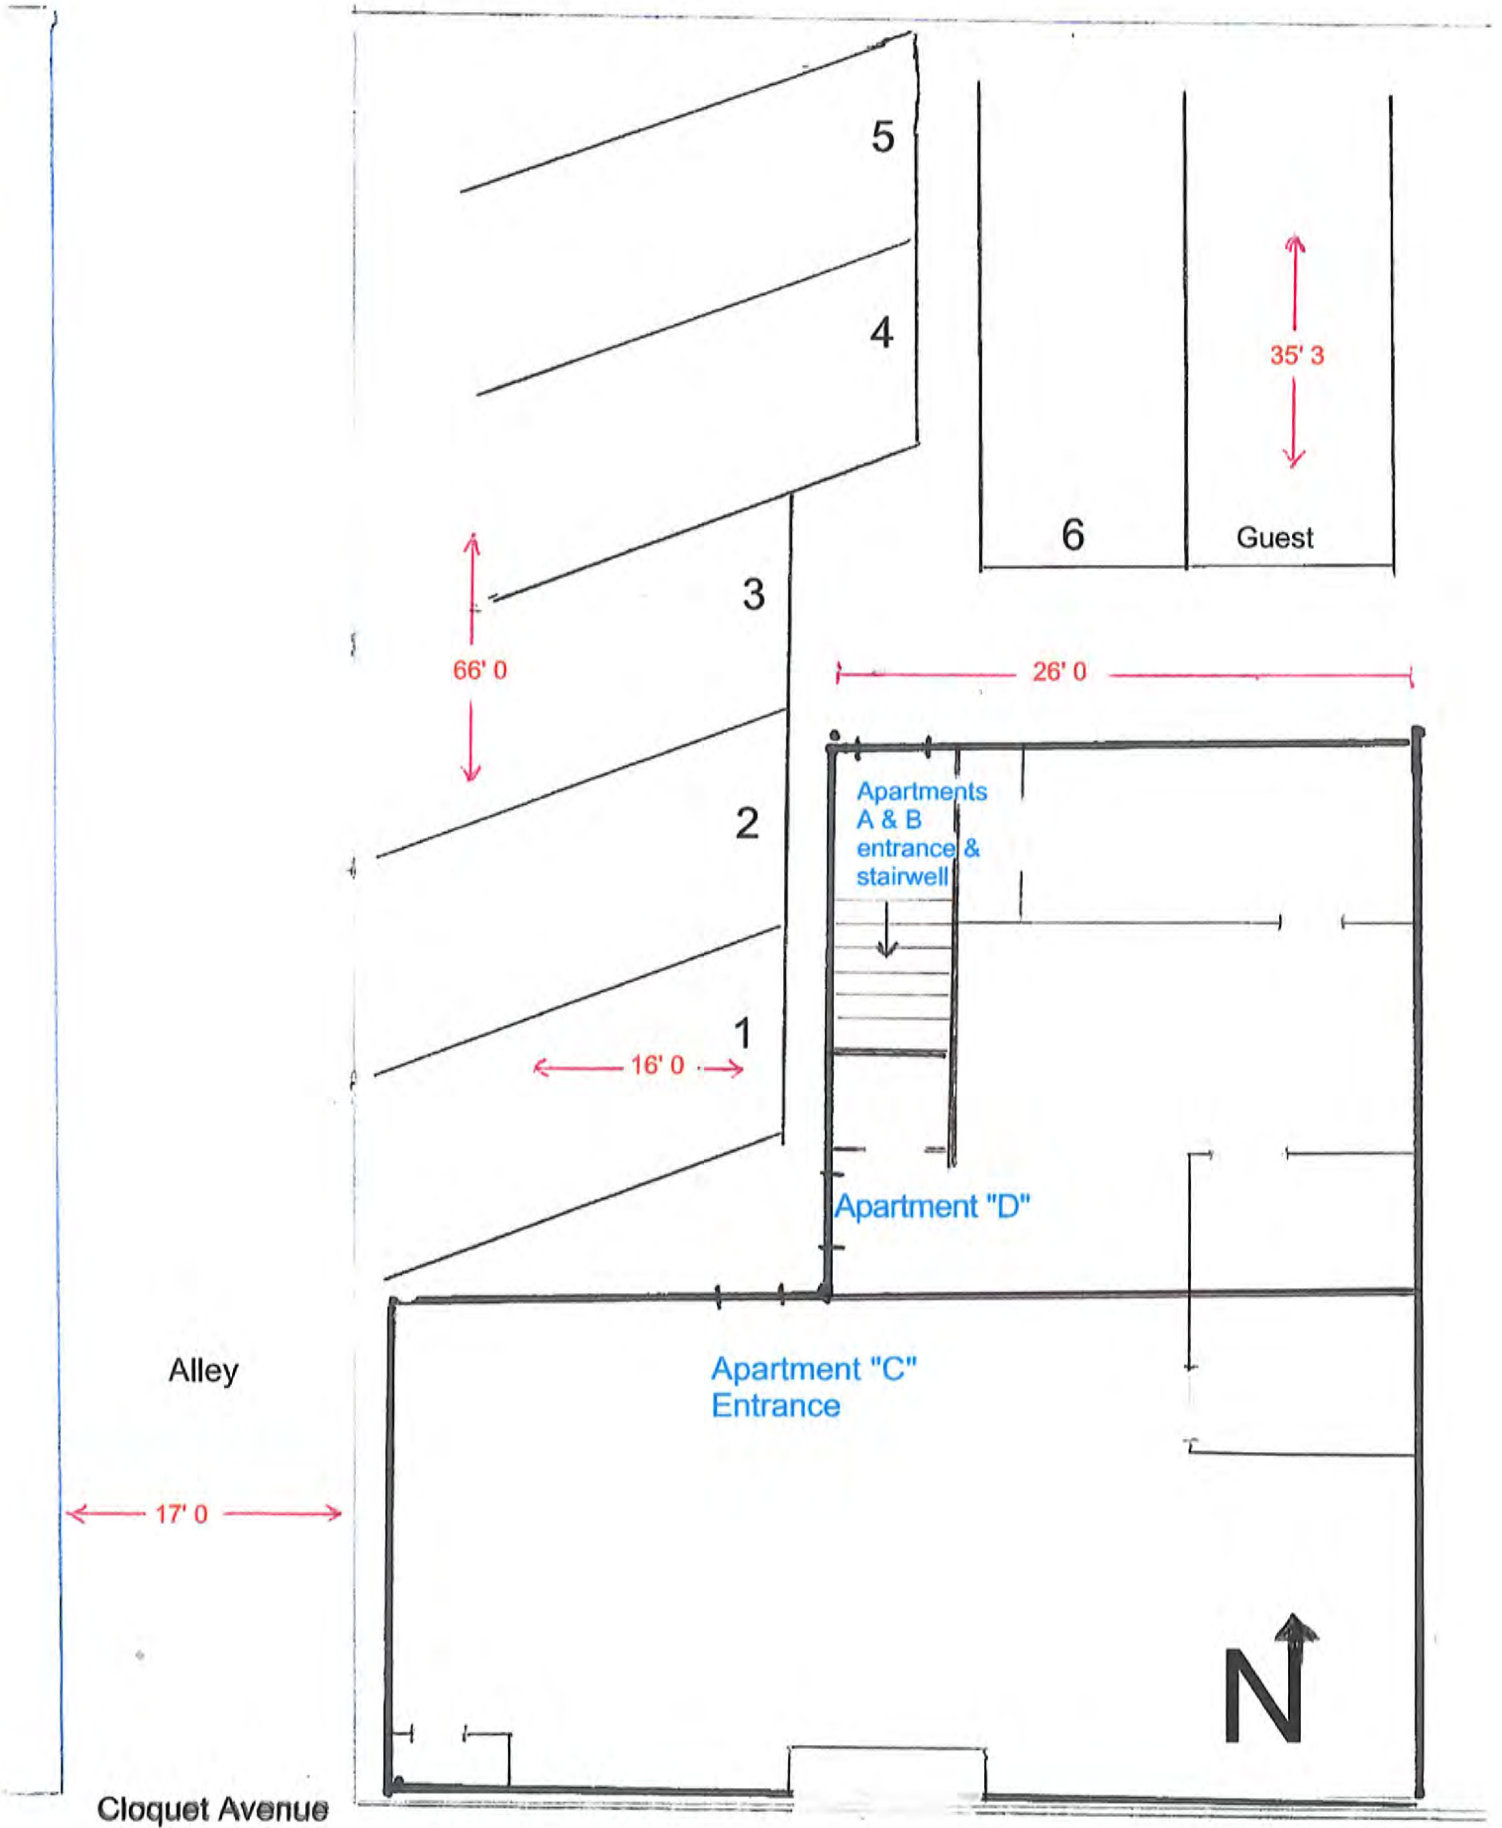 5
4
35' 3
6
Guest
3
66' 0
26' 0
Apartments
A & B
entrance &
stairwell
2
1
16' 0
Apartment "D"
Alley
Apartment "C"
Entrance
17' 0
N
Cloquet Avenue